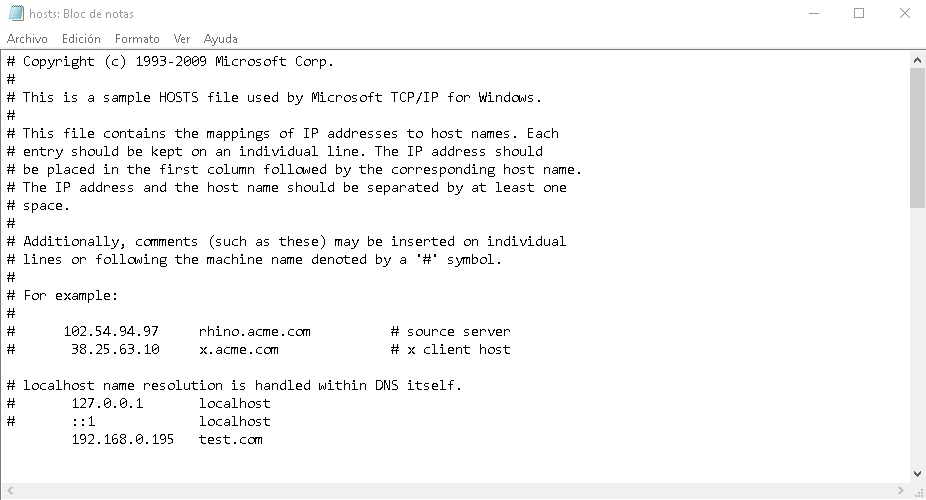 hosts: Bloc de notas
Archivo Edición Formato Ver Ayuda
# Copyright (c) 1993-2009 Microsoft Corp.
#
# This is a sample HOSTS file used by Microsoft TCP/IP for Windows.
#
# This file contains the mappings of IP addresses to host names. Each
# entry should be kept on an individual line. The IP address should
# be placed in the first column followed by the corresponding host name.
# The IP address and the host name should be separated by at least one
# space.
#
# Additionally, comments (such as these) may be inserted on individual
# lines or following the machine name denoted by a '#' symbol.
#
# For example:
#
#      102.54.94.97     rhino.acme.com          # source server
#       38.25.63.10     x.acme.com              # x client host
# localhost name resolution is handled within DNS itself.
#       127.0.0.1       localhost
#       ::1             localhost
        192.168.0.195   test.com